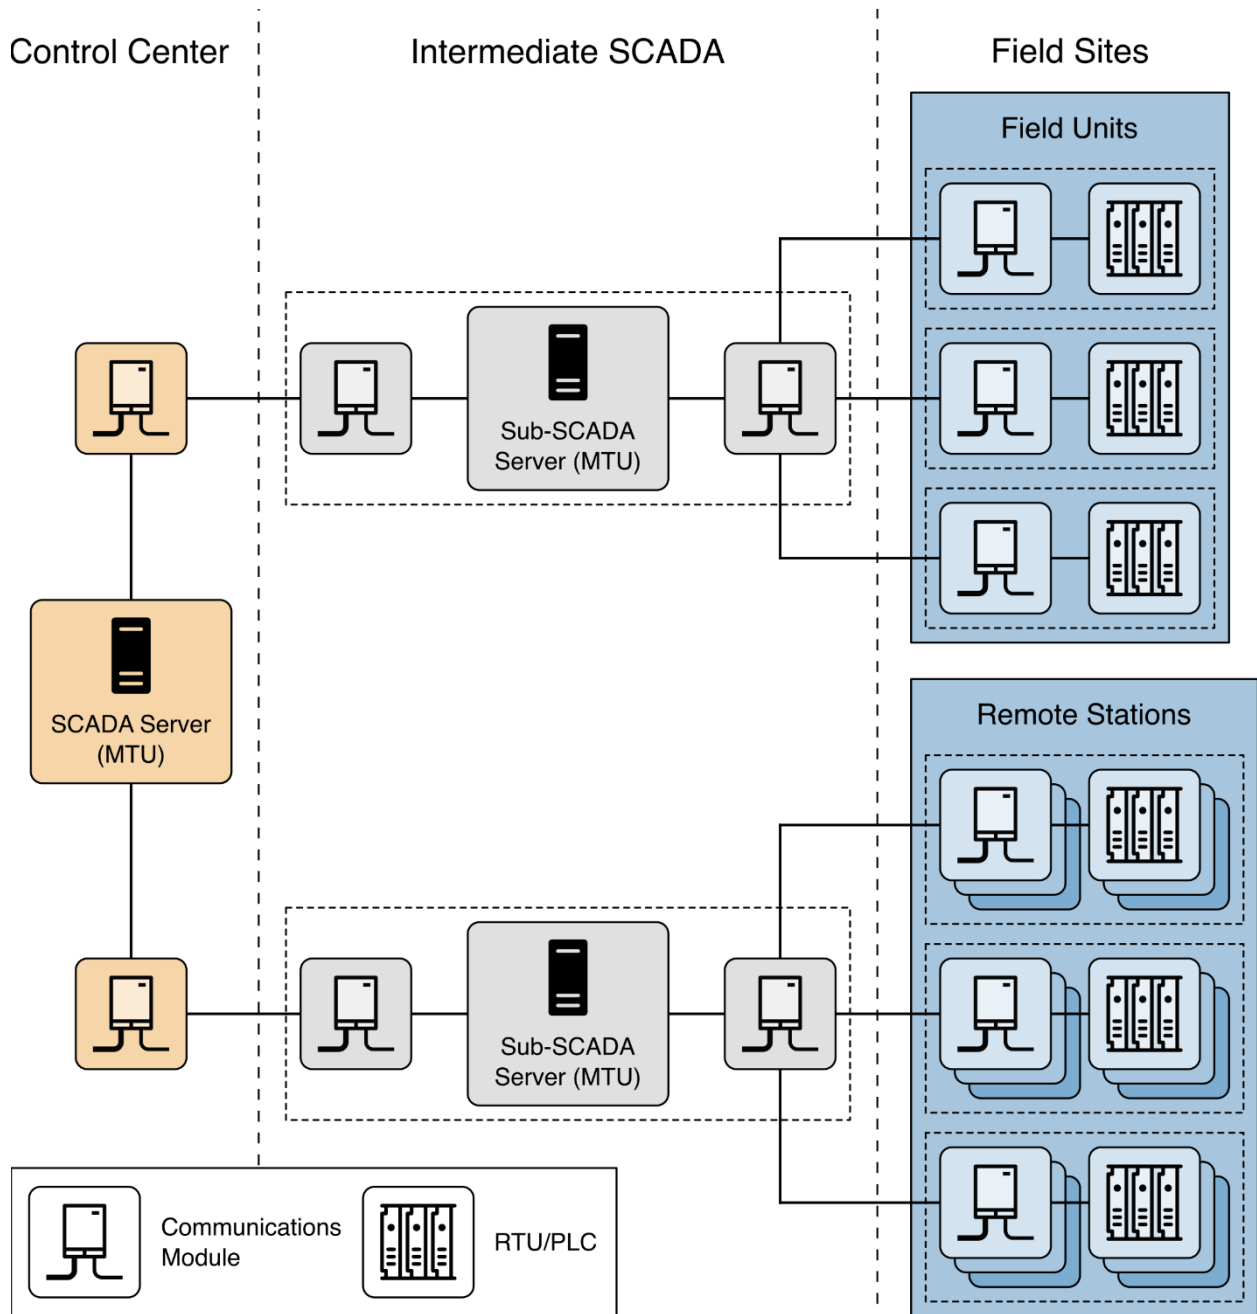 Control Center
Intermediate SCADA
Field Sites
Field Units
Sub-SCADA
Server (MTU)
SCADA Server
(MTU)
Remote Stations
Sub-SCADA
Server (MTU)
Communications
Module
RTU/PLC